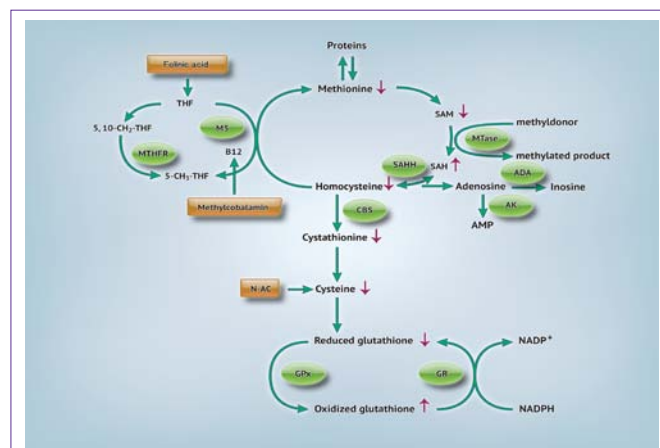 Proteins
Folinic acid
Methionine ↓
THF
SAM ↓
methyldonor
5, 10-CH₂-THF
MS
MTase
B12
MTHFR
SAHH
SAH ↑
methylated product
5-CH₃-THF
ADA
Homocysteine ↓
Adenosine
Inosine
Methylcobalamin
CBS
AK
AMP
Cystathionine ↓
N-AC
Cysteine ↓
Reduced glutathione ↓
NADP⁺
GPx
GR
Oxidized glutathione ↑
NADPH